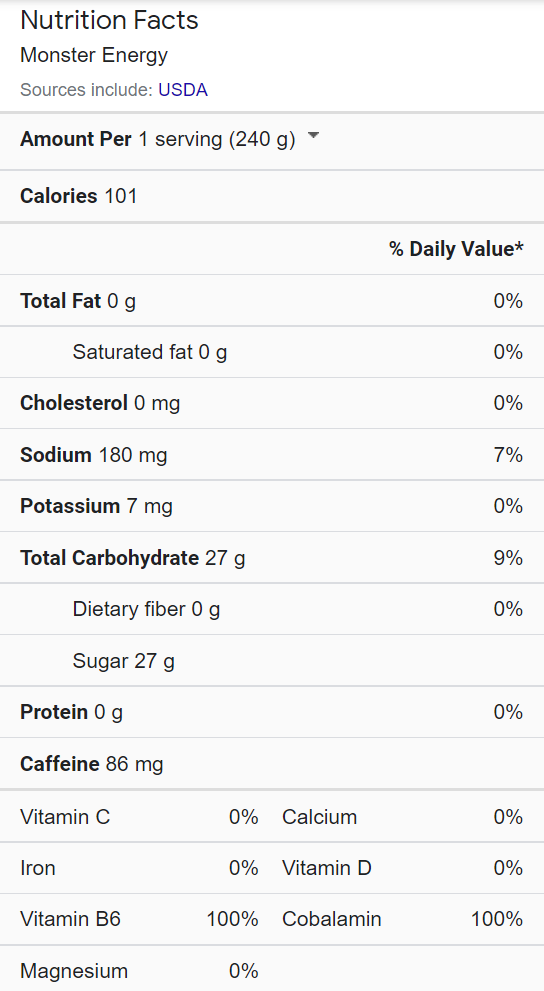 Nutrition Facts
Monster Energy
Sources include: USDA
Amount Per 1 serving (240 g)
Calories 101
% Daily Value*
Total Fat 0 g 0%
Saturated fat 0 g 0%
Cholesterol 0 mg 0%
Sodium 180 mg 7%
Potassium 7 mg 0%
Total Carbohydrate 27 g 9%
Dietary fiber 0 g 0%
Sugar 27 g
Protein 0 g 0%
Caffeine 86 mg
Vitamin C 0% Calcium 0%
Iron 0% Vitamin D 0%
Vitamin B6 100% Cobalamin 100%
Magnesium 0%